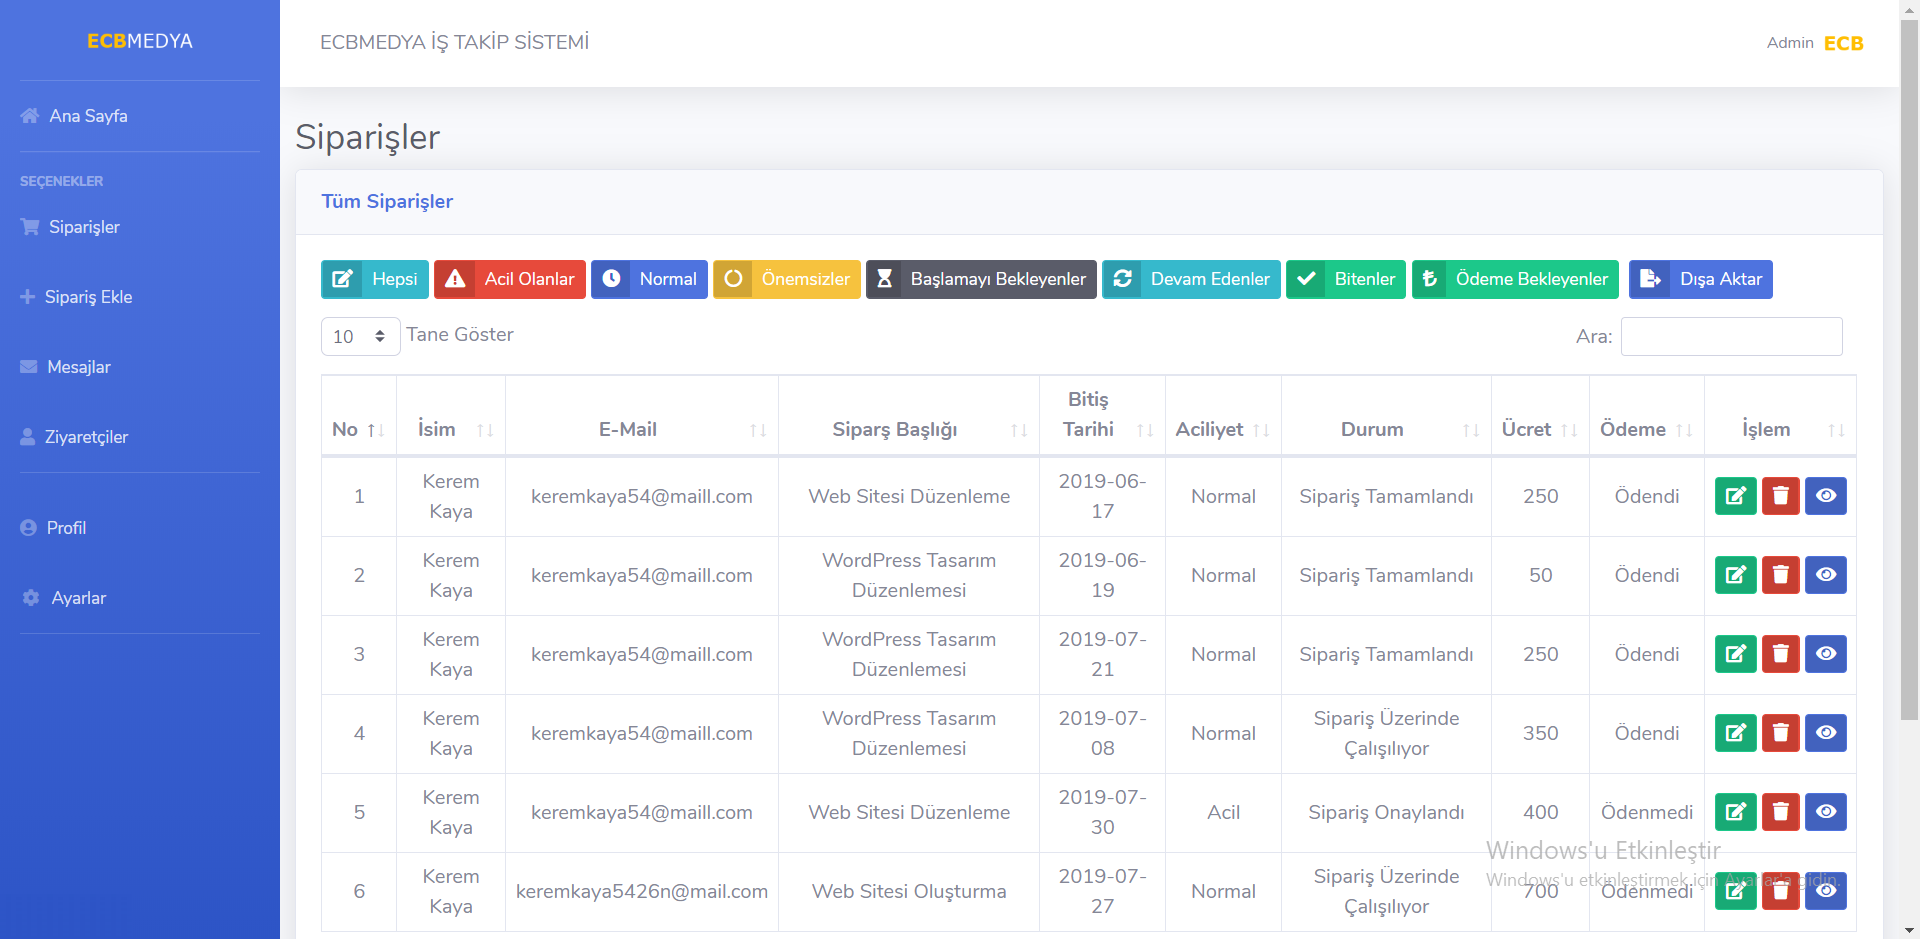 ECBMEDYA
ECBMEDYA İŞ TAKİP SİSTEMİ
Admin ECB
Ana Sayfa
SEÇENEKLER
Siparişler
Sipariş Ekle
Mesajlar
Ziyaretçiler
Profil
Ayarlar
Siparişler
Tüm Siparişler
Hepsi Acil Olanlar Normal Önemsizler Başlamayı Bekleyenler Devam Edenler Bitenler Ödeme Bekleyenler Dışa Aktar
10 Tane Göster Ara:
No İsim E-Mail Siparş Başlığı Bitiş Tarihi Aciliyet Durum Ücret Ödeme İşlem
1 Kerem Kaya keremkaya54@maill.com Web Sitesi Düzenleme 2019-06-17 Normal Sipariş Tamamlandı 250 Ödendi
2 Kerem Kaya keremkaya54@maill.com WordPress Tasarım Düzenlemesi 2019-06-19 Normal Sipariş Tamamlandı 50 Ödendi
3 Kerem Kaya keremkaya54@maill.com WordPress Tasarım Düzenlemesi 2019-07-21 Normal Sipariş Tamamlandı 250 Ödendi
4 Kerem Kaya keremkaya54@maill.com WordPress Tasarım Düzenlemesi 2019-07-08 Normal Sipariş Üzerinde Çalışılıyor 350 Ödendi
5 Kerem Kaya keremkaya54@maill.com Web Sitesi Düzenleme 2019-07-30 Acil Sipariş Onaylandı 400 Ödenmedi
6 Kerem Kaya keremkaya5426n@mail.com Web Sitesi Oluşturma 2019-07-27 Normal Sipariş Üzerinde Çalışılıyor 700 Ödenmedi
Windows'u Etkinleştir
Windows'u etkinleştirmek için Ayarlar'a gidin.